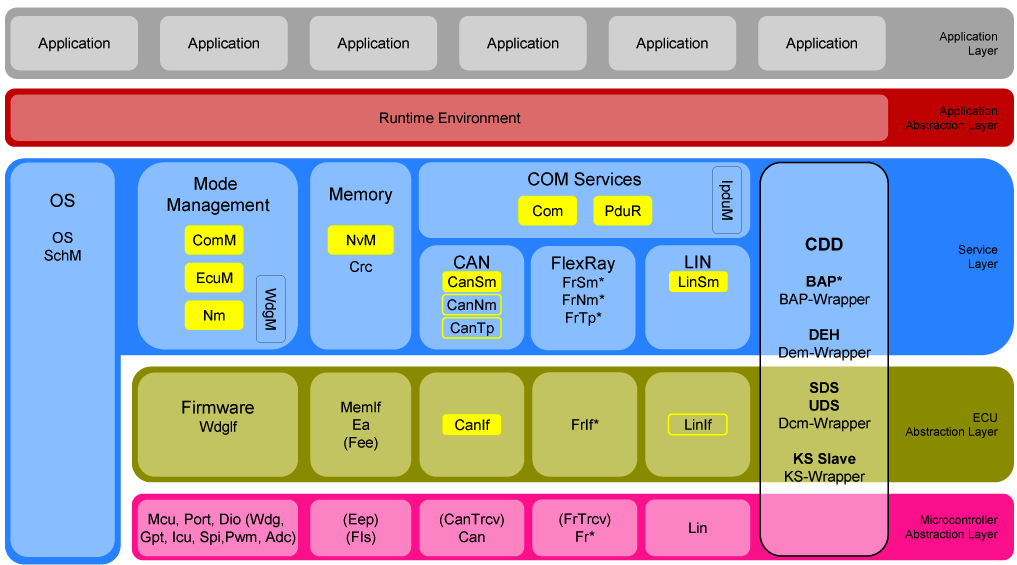 Application
Application
Application
Application
Application
Application
Application
Layer
Runtime Environment
Application
Abstraction Layer
OS
OS
SchM
Mode
Management
ComM
EcuM
Nm
WdgM
Memory
NvM
Crc
COM Services
Com
PduR
IpduM
CAN
CanSm
CanNm
CanTp
FlexRay
FrSm*
FrNm*
FrTp*
LIN
LinSm
CDD
BAP*
BAP-Wrapper
DEH
Dem-Wrapper
SDS
UDS
Dcm-Wrapper
KS Slave
KS-Wrapper
Service
Layer
Firmware
WdgIf
MemIf
Ea
(Fee)
CanIf
FrIf*
LinIf
ECU
Abstraction Layer
Mcu, Port, Dio (Wdg,
Gpt, Icu, Spi,Pwm, Adc)
(Eep)
(Fls)
(CanTrcv)
Can
(FrTrcv)
Fr*
Lin
Microcontroller
Abstraction Layer